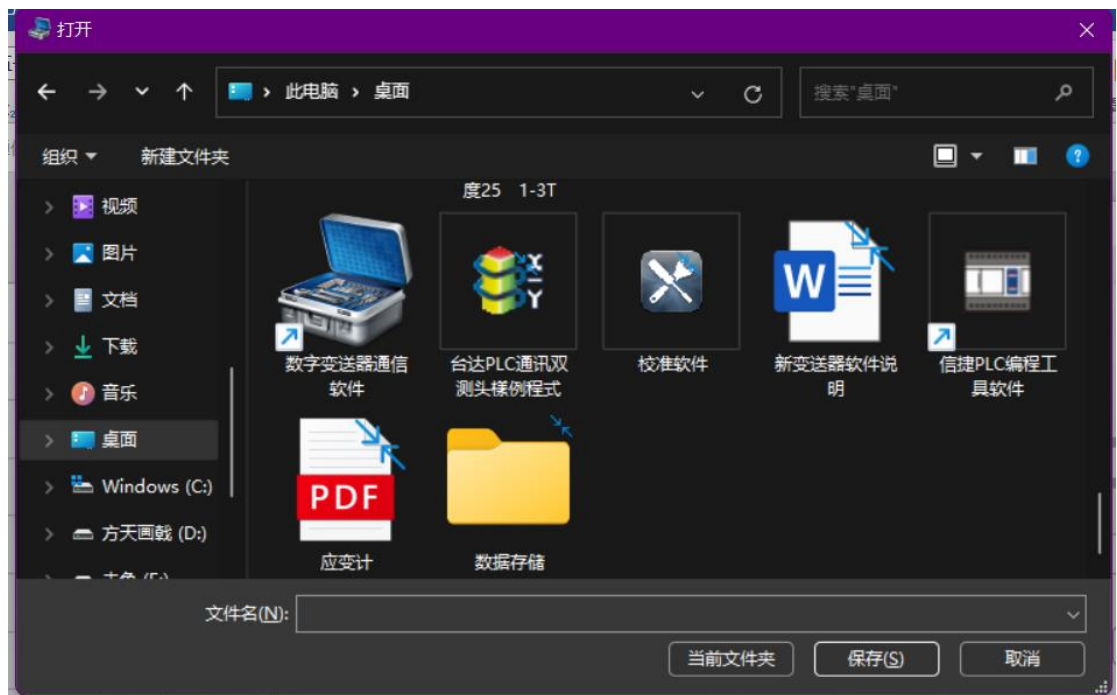 打开
此电脑 > 桌面
搜索"桌面"
组织
新建文件夹
视频
图片
文档
下载
音乐
桌面
Windows (C:)
方天画戟 (D:)
度25 1-3T
数字变送器通信
软件
台达PLC通讯双
测头樣例程式
X
Y
校准软件
W
新变送器软件说
明
信捷PLC编程工
具软件
PDF
应变计
数据存储
文件名(N):
当前文件夹
保存(S)
取消